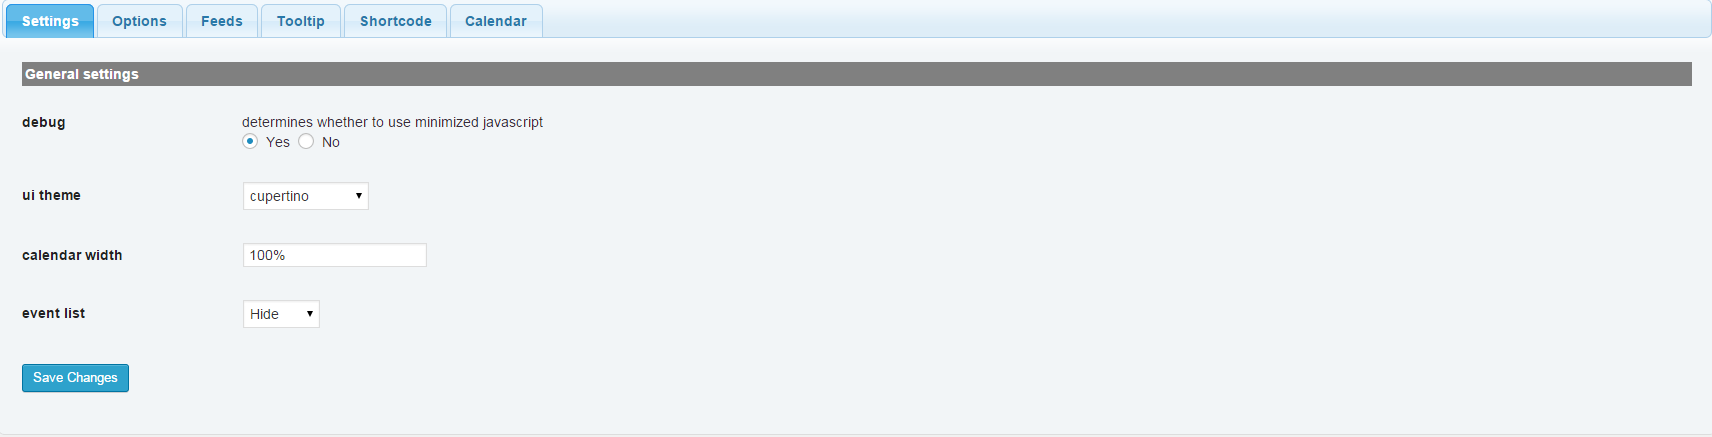 Settings Options Feeds Tooltip Shortcode Calendar
General settings
debug determines whether to use minimized javascript
Yes No
ui theme cupertino
calendar width 100%
event list Hide
Save Changes